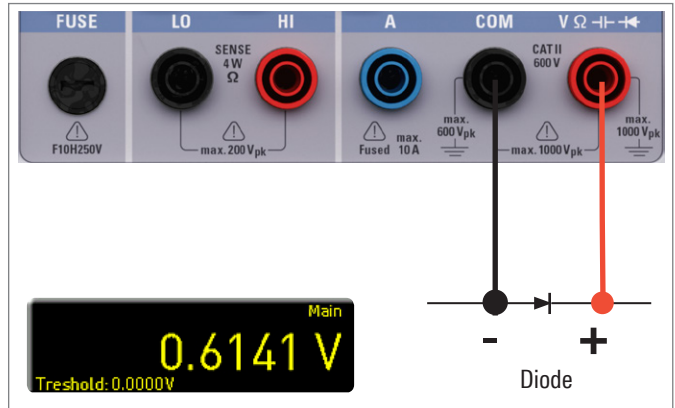 FUSE LO HI A COM V Ω
SENSE
4 W
Ω
CAT II
600 V
F10H250V
max. 200 Vpk
Fused
max.
10 A
max.
600 Vpk
max. 1000 Vpk
max.
1000 Vpk
Main
0.6141 V
Treshold: 0.0000V
- +
Diode